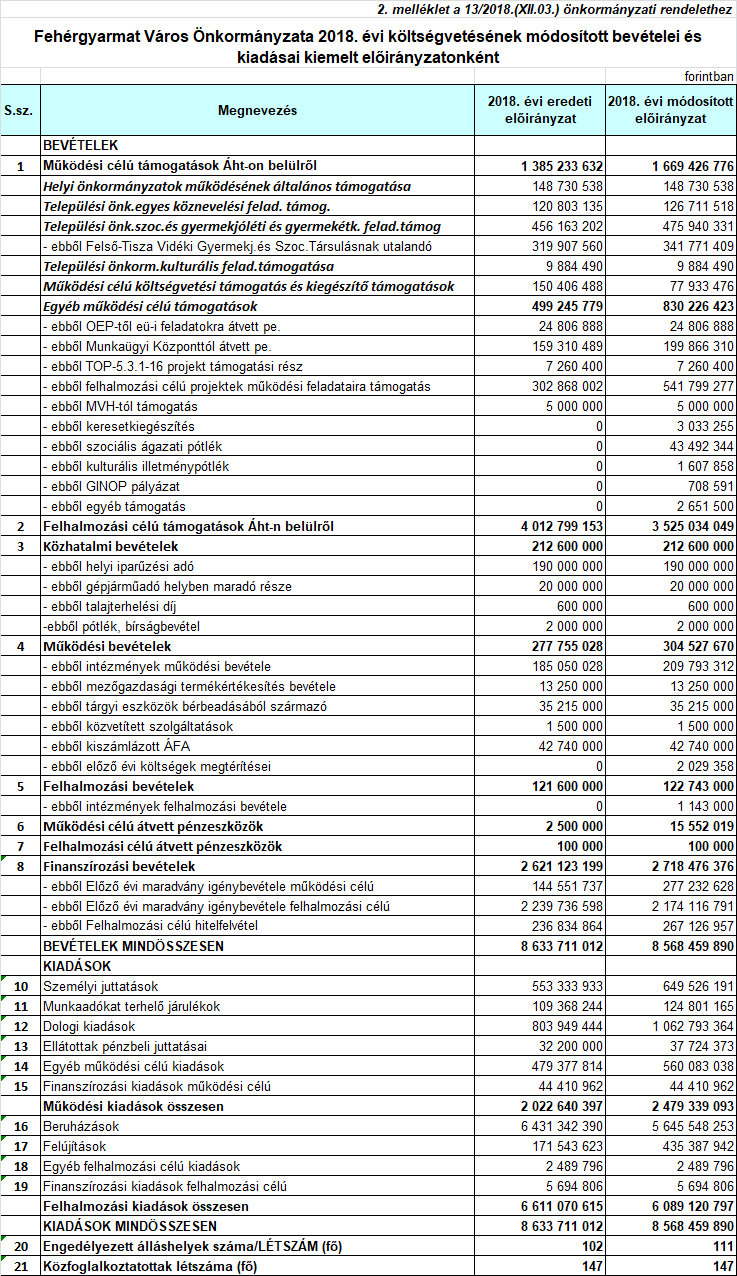 2. melléklet a 13/2018.(XII.03.) önkormányzati rendelethez
Fehérgyarmat Város Önkormányzata 2018. évi költségvetésének módosított bevételei és
kiadásai kiemelt előirányzatonként
forintban
S.sz. Megnevezés 2018. évi eredeti előirányzat 2018. évi módosított előirányzat
BEVÉTELEK
1 Működési célú támogatások Áht-on belülről 1 385 233 632 1 669 426 776
Helyi önkormányzatok működésének általános támogatása 148 730 538 148 730 538
Települési önk.egyes köznevelési felad. támog. 120 803 135 126 711 518
Települési önk.szoc.és gyermekjóléti és gyermekétk. felad.támog 456 163 202 475 940 331
- ebből Felső-Tisza Vidéki Gyermekj.és Szoc.Társulásnak utalandó 319 907 560 341 771 409
Települési önkorm.kulturális felad.támogatása 9 884 490 9 884 490
Működési célú költségvetési támogatás és kiegészítő támogatások 150 406 488 77 933 476
Egyéb működési célú támogatások 499 245 779 830 226 423
- ebből OEP-től eü-i feladatokra átvett pe. 24 806 888 24 806 888
- ebből Munkaügyi Központtól átvett pe. 159 310 489 199 866 310
- ebből TOP-5.3.1-16 projekt támogatási rész 7 260 400 7 260 400
- ebből felhalmozási célú projektek működési feladataira támogatás 302 868 002 541 799 277
- ebből MVH-tól támogatás 5 000 000 5 000 000
- ebből keresetkiegészítés 0 3 033 255
- ebből szociális ágazati pótlék 0 43 492 344
- ebből kulturális illetménypótlék 0 1 607 858
- ebből GINOP pályázat 0 708 591
- ebből egyéb támogatás 0 2 651 500
2 Felhalmozási célú támogatások Áht-n belülről 4 012 799 153 3 525 034 049
3 Közhatalmi bevételek 212 600 000 212 600 000
- ebből helyi iparűzési adó 190 000 000 190 000 000
- ebből gépjárműadó helyben maradó része 20 000 000 20 000 000
- ebből talajterhelési díj 600 000 600 000
-ebből pótlék, bírságbevétel 2 000 000 2 000 000
4 Működési bevételek 277 755 028 304 527 670
- ebből intézmények működési bevétele 185 050 028 209 793 312
- ebből mezőgazdasági termékértékesítés bevétele 13 250 000 13 250 000
- ebből tárgyi eszközök bérbeadásából származó 35 215 000 35 215 000
- ebből közvetített szolgáltatások 1 500 000 1 500 000
- ebből kiszámlázott ÁFA 42 740 000 42 740 000
- ebből előző évi költségek megtérítései 0 2 029 358
5 Felhalmozási bevételek 121 600 000 122 743 000
- ebből intézmények felhalmozási bevétele 0 1 143 000
6 Működési célú átvett pénzeszközök 2 500 000 15 552 019
7 Felhalmozási célú átvett pénzeszközök 100 000 100 000
8 Finanszírozási bevételek 2 621 123 199 2 718 476 376
- ebből Előző évi maradvány igénybevétele működési célú 144 551 737 277 232 628
- ebből Előző évi maradvány igénybevétele felhalmozási célú 2 239 736 598 2 174 116 791
- ebből Felhalmozási célú hitelfelvétel 236 834 864 267 126 957
BEVÉTELEK MINDÖSSZESEN 8 633 711 012 8 568 459 890
KIADÁSOK
10 Személyi juttatások 553 333 933 649 526 191
11 Munkaadókat terhelő járulékok 109 368 244 124 801 165
12 Dologi kiadások 803 949 444 1 062 793 364
13 Ellátottak pénzbeli juttatásai 32 200 000 37 724 373
14 Egyéb működési célú kiadások 479 377 814 560 083 038
15 Finanszírozási kiadások működési célú 44 410 962 44 410 962
Működési kiadások összesen 2 022 640 397 2 479 339 093
16 Beruházások 6 431 342 390 5 645 548 253
17 Felújítások 171 543 623 435 387 942
18 Egyéb felhalmozási célú kiadások 2 489 796 2 489 796
19 Finanszírozási kiadások felhalmozási célú 5 694 806 5 694 806
Felhalmozási kiadások összesen 6 611 070 615 6 089 120 797
KIADÁSOK MINDÖSSZESEN 8 633 711 012 8 568 459 890
20 Engedélyezett álláshelyek száma/LÉTSZÁM (fő) 102 111
21 Közfoglalkoztatottak létszáma (fő) 147 147